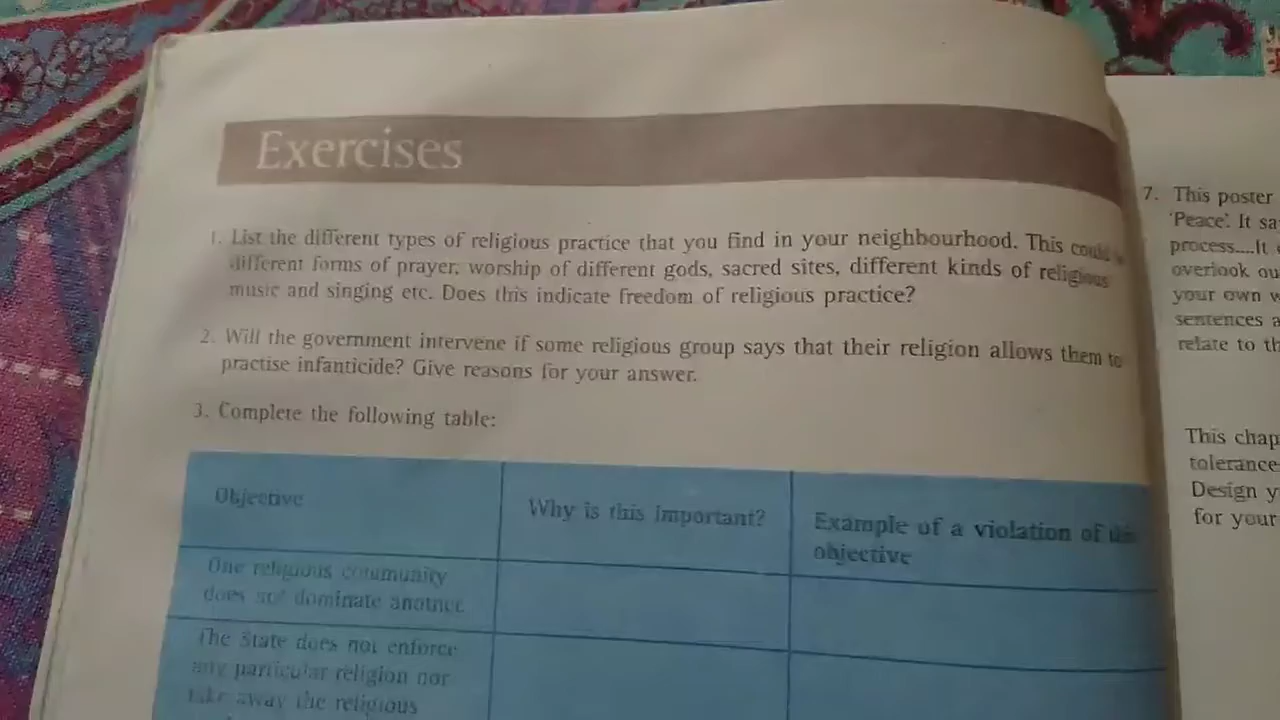 Exercises
1. List the different types of religious practice that you find in your neighbourhood. This could
different forms of prayer, worship of different gods, sacred sites, different kinds of religious
music and singing etc. Does this indicate freedom of religious practice?
2. Will the government intervene if some religious group says that their religion allows them to
practise infanticide? Give reasons for your answer.
3. Complete the following table:
Objective
Why is this important?
Example of a violation of this
objective
One religious community
does not dominate another
The State does not enforce
any particular religion nor
take away the religious
7. This poster
'Peace'. It sa
process....It
overlook ou
your own w
sentences a
relate to th
This chap
tolerance
Design y
for your